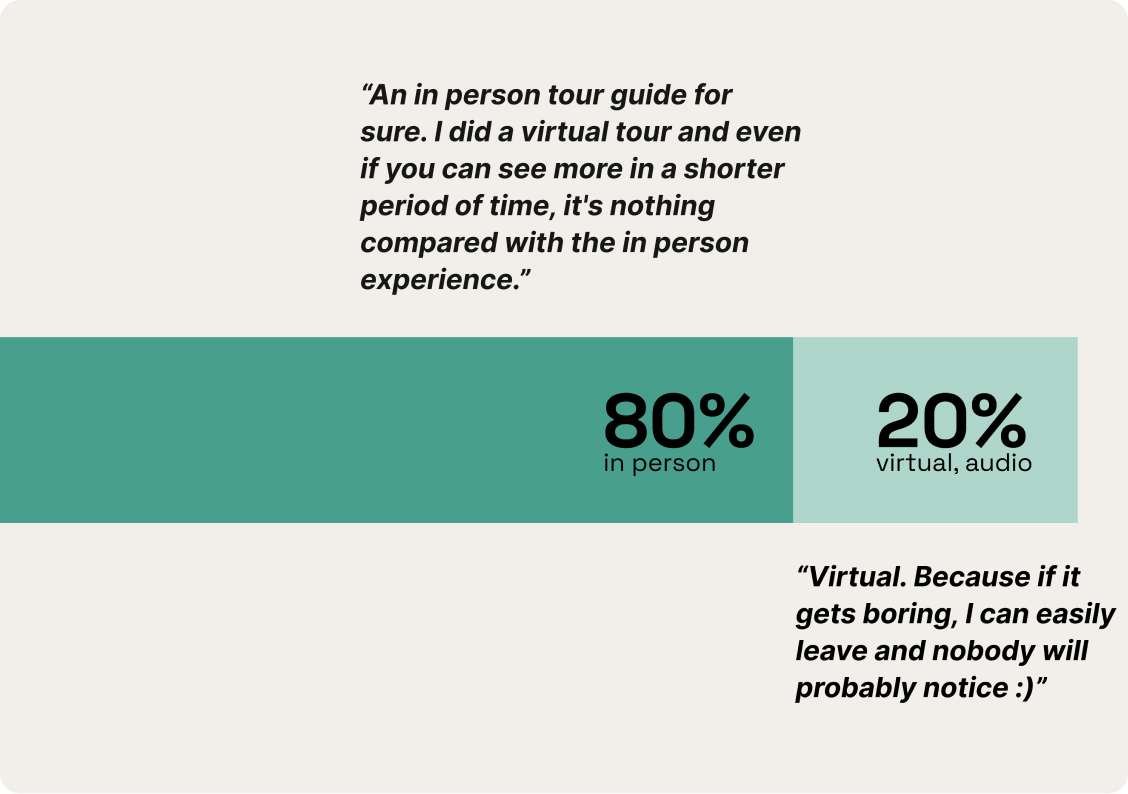 “An in person tour guide for
sure. I did a virtual tour and even
if you can see more in a shorter
period of time, it's nothing
compared with the in person
experience.”
80%
in person
20%
virtual, audio
“Virtual. Because if it
gets boring, I can easily
leave and nobody will
probably notice :)”